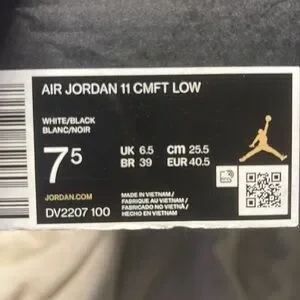 AIR JORDAN 11 CMFT LOW
WHITE/BLACK
BLANC/NOIR
7 5
UK 6.5 cm 25.5
BR 39 EUR 40.5
JORDAN.COM
DV2207 100
MADE IN VIETNAM /
FABRIQUÉ AU VIETNAM /
FABRICADO NO VIETNÃ /
HECHO EN VIETNAM